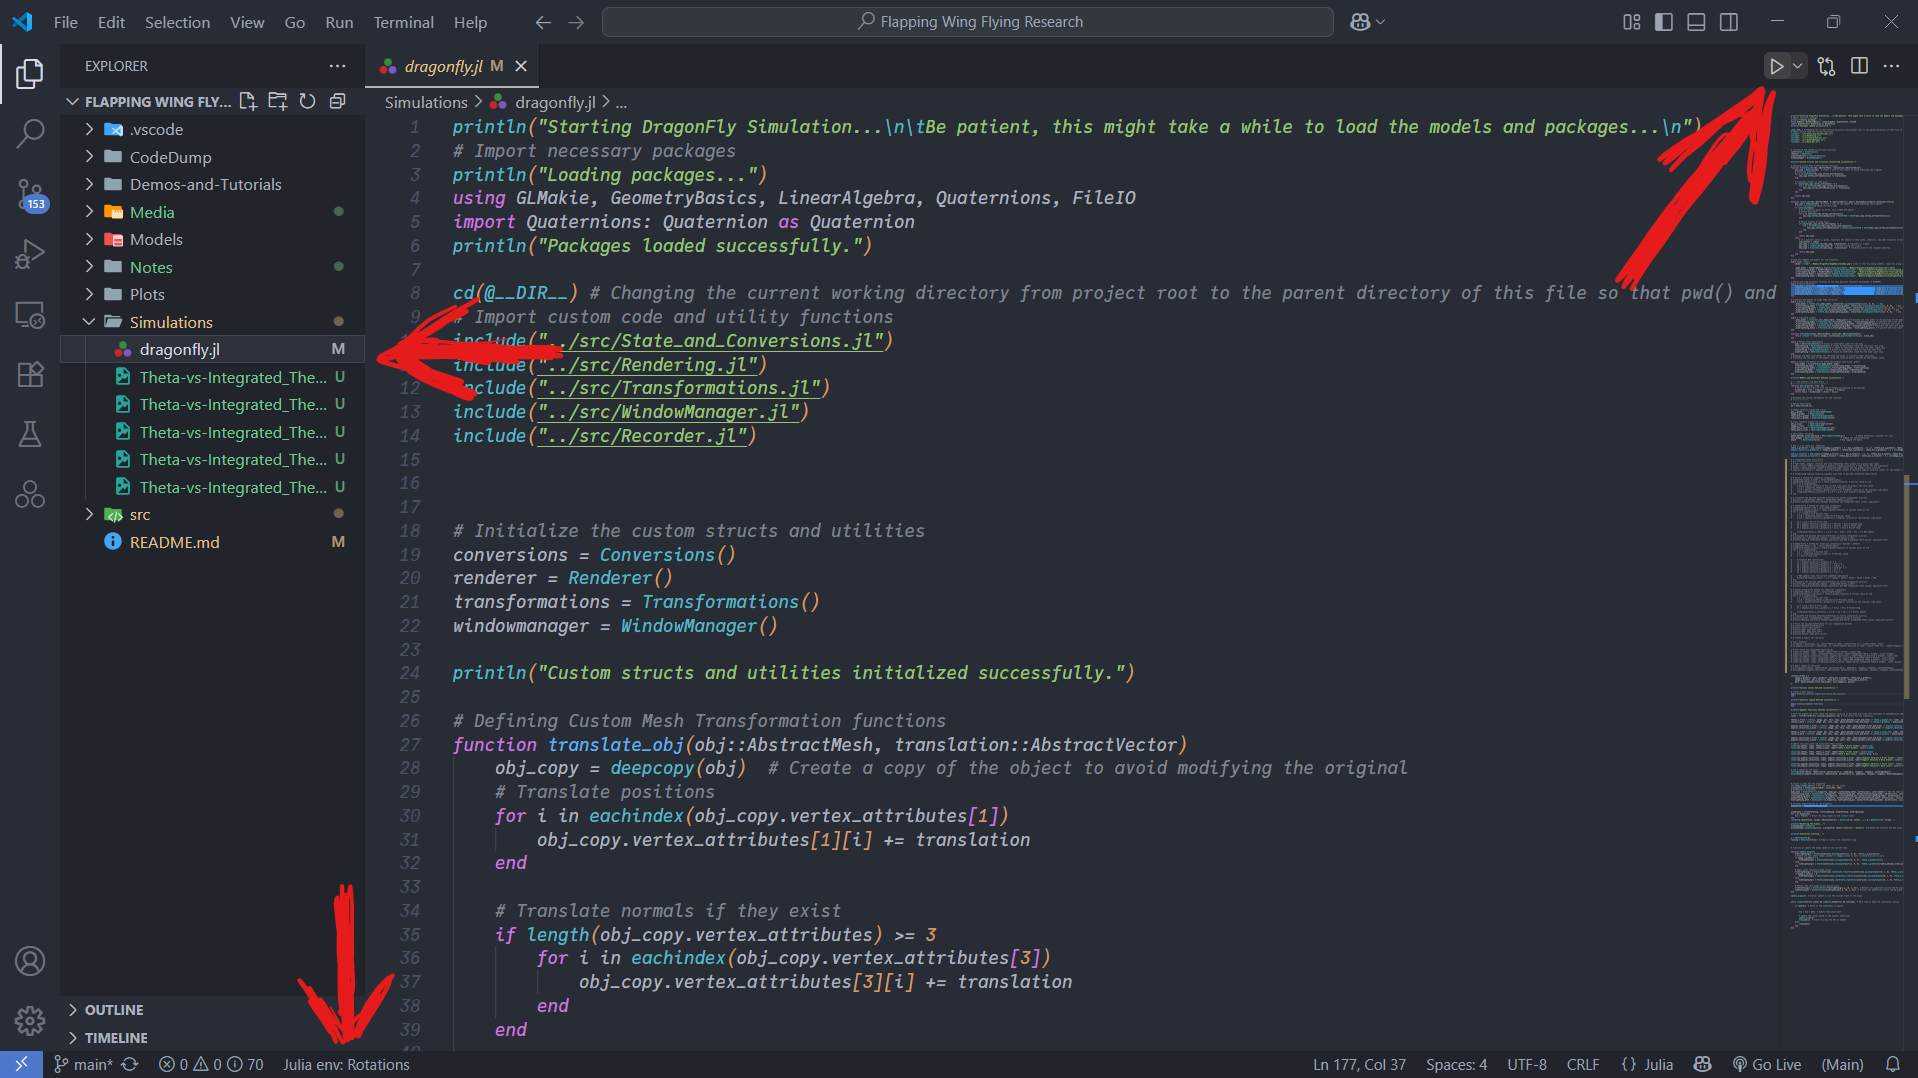 File Edit Selection View Go Run Terminal Help
Flapping Wing Flying Research
EXPLORER
FLAPPING WING FLY...
.vscode
CodeDump
Demos-and-Tutorials
Media
Models
Notes
Plots
Simulations
dragonfly.jl M
Theta-vs-Integrated_The... U
Theta-vs-Integrated_The... U
Theta-vs-Integrated_The... U
Theta-vs-Integrated_The... U
Theta-vs-Integrated_The... U
src
README.md M
OUTLINE
TIMELINE
153
dragonfly.jl M
Simulations > dragonfly.jl > ...
1 println("Starting DragonFly Simulation...\n\tBe patient, this might take a while to load the models and packages...\n")
2 # Import necessary packages
3 println("Loading packages...")
4 using GLMakie, GeometryBasics, LinearAlgebra, Quaternions, FileIO
5 import Quaternions: Quaternion as Quaternion
6 println("Packages loaded successfully.")
7
8 cd(@__DIR__) # Changing the current working directory from project root to the parent directory of this file so that pwd() and
9 # Import custom code and utility functions
include("../src/State_and_Conversions.jl")
include("../src/Rendering.jl")
12 include("../src/Transformations.jl")
13 include("../src/WindowManager.jl")
14 include("../src/Recorder.jl")
15
16
17
18 # Initialize the custom structs and utilities
19 conversions = Conversions()
20 renderer = Renderer()
21 transformations = Transformations()
22 windowmanager = WindowManager()
23
24 println("Custom structs and utilities initialized successfully.")
25
26 # Defining Custom Mesh Transformation functions
27 function translate_obj(obj::AbstractMesh, translation::AbstractVector)
28 obj_copy = deepcopy(obj) # Create a copy of the object to avoid modifying the original
29 # Translate positions
30 for i in eachindex(obj_copy.vertex_attributes[1])
31 obj_copy.vertex_attributes[1][i] += translation
32 end
33
34 # Translate normals if they exist
35 if length(obj_copy.vertex_attributes) >= 3
36 for i in eachindex(obj_copy.vertex_attributes[3])
37 obj_copy.vertex_attributes[3][i] += translation
38 end
39 end
main* 0 0 70 Julia env: Rotations Ln 177, Col 37 Spaces: 4 UTF-8 CRLF {} Julia Go Live (Main)